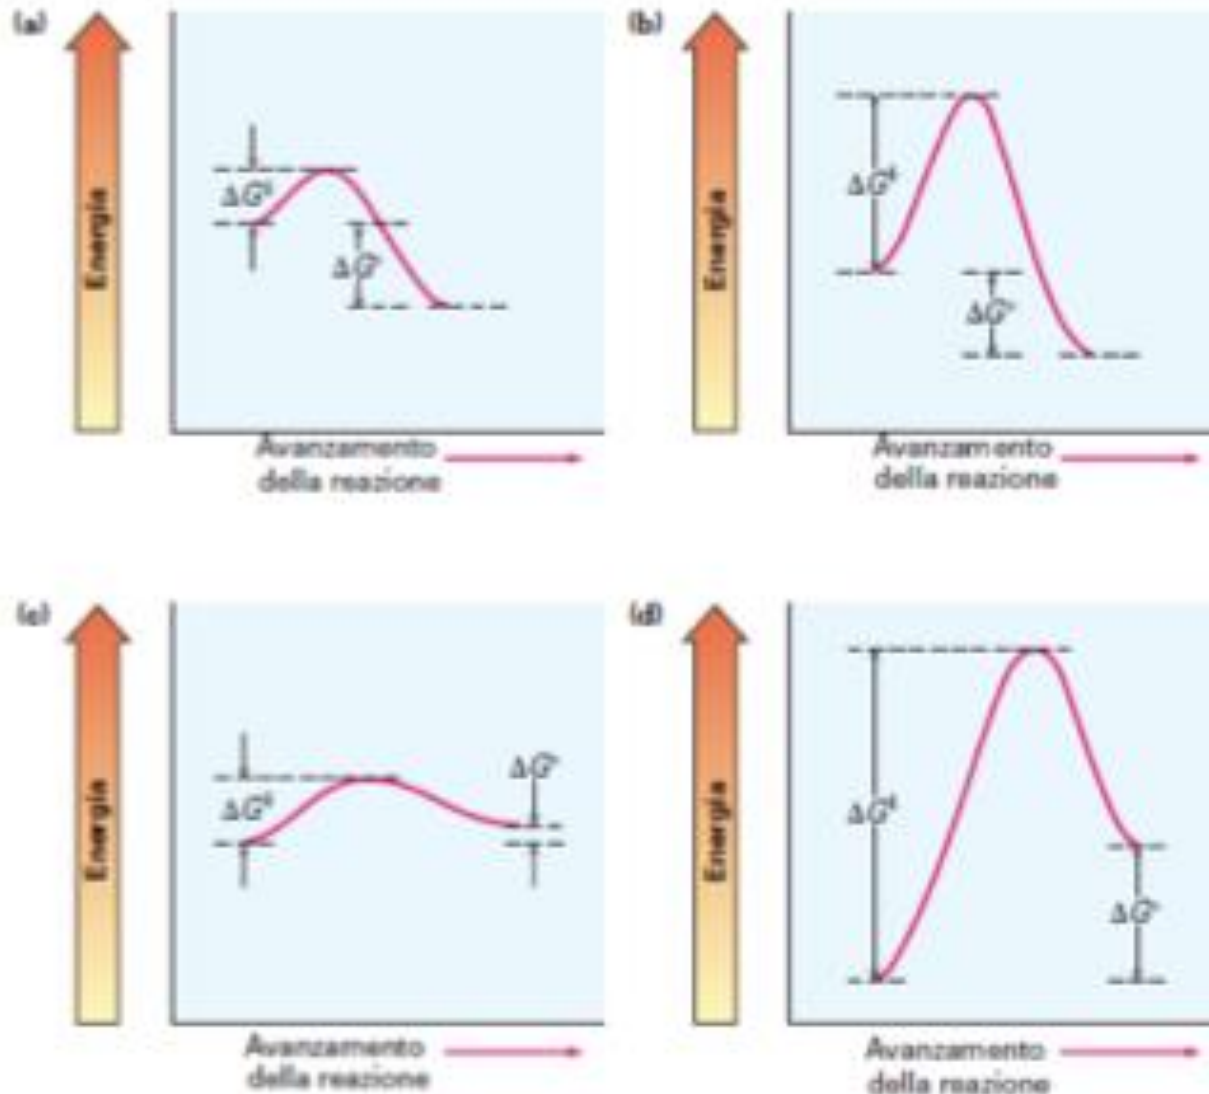 (a)
Energia
ΔG‡
ΔG°
Avanzamento
della reazione
(b)
Energia
ΔG‡
ΔG°
Avanzamento
della reazione
(c)
Energia
ΔG‡
ΔG°
Avanzamento
della reazione
(d)
Energia
ΔG‡
ΔG°
Avanzamento
della reazione